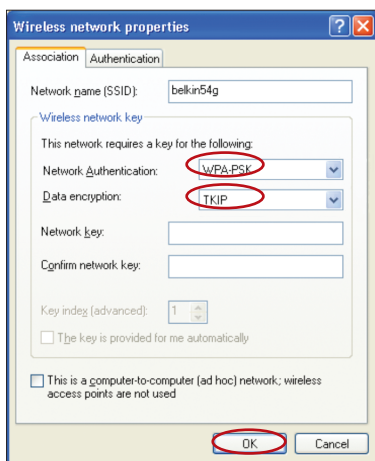 Wireless network properties
Association Authentication
Network name (SSID): belkin54g
Wireless network key
This network requires a key for the following:
Network Authentication: WPA-PSK
Data encryption: TKIP
Network key:
Confirm network key:
Key index (advanced): 1
The key is provided for me automatically
This is a computer-to-computer (ad hoc) network; wireless
access points are not used
OK Cancel